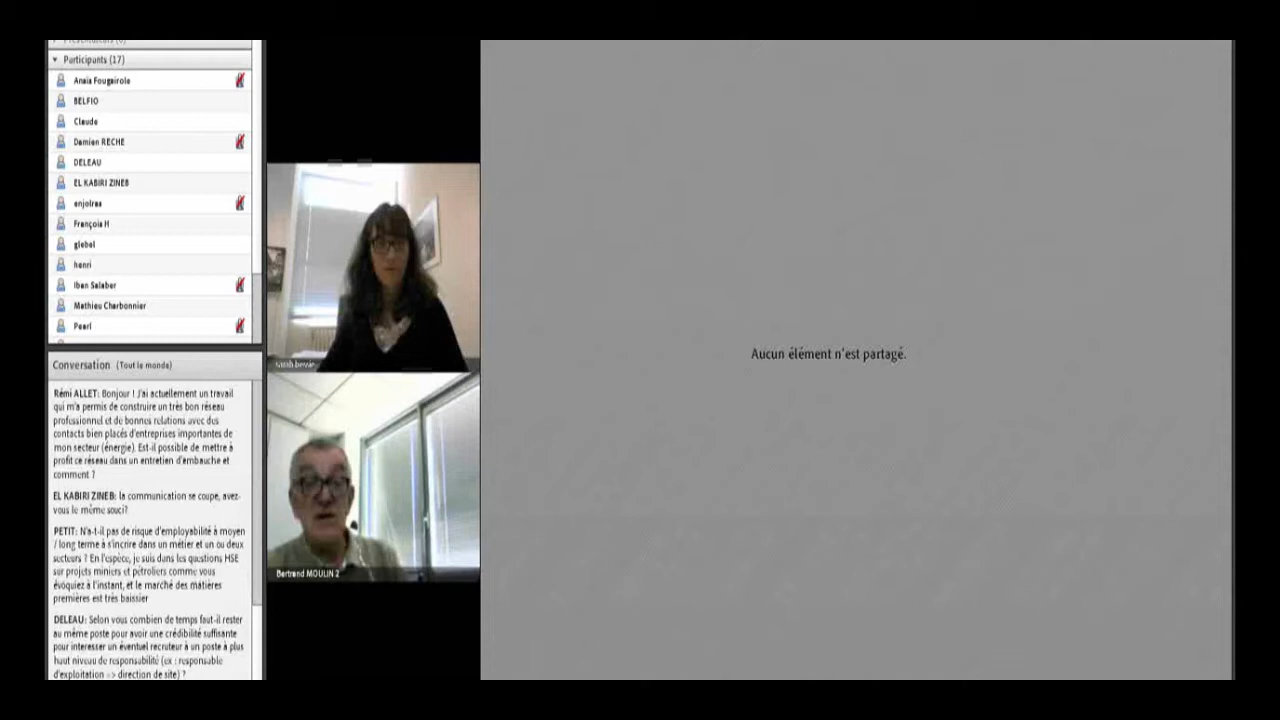 Participants (17)
Anais Fougairole
BELFIO
Claude
Damien RECHE
DELEAU
EL KABIRI ZINEB
enjolras
François H
glebel
henri
Iban Salaber
Mathieu Charbonnier
Pearl
Conversation (Tout le monde)
Rémi ALLET: Bonjour ! J'ai actuellement un travail
qui m'a permis de construire un très bon réseau
professionnel et de bonnes relations avec des
contacts bien placés d'entreprises importantes de
mon secteur (énergie). Est-il possible de mettre à
profit ce réseau dans un entretien d'ambauche et
comment ?
EL KABIRI ZINEB: la communication se coupe, avez-
vous le même souci?
PETIT: N'a-t-il pas de risque d'employabilité à moyen
/ long terme à s'incrire dans un métier et un ou deux
secteurs ? En l'espèce, je suis dans les questions HSE
sur projets miniers et pétroliers comme vous
évoquiez à l'instant, et le marché des matières
premières est très baissier
DELEAU: Selon vous combien de temps faut-il rester
au même poste pour avoir une crédibilité suffisante
pour interesser un éventuel recruteur à un poste à plus
haut niveau de responsabilité (ex : responsable
d'exploitation => direction de site) ?
Bertrand MOULIN 2
Aucun élément n'est partagé.